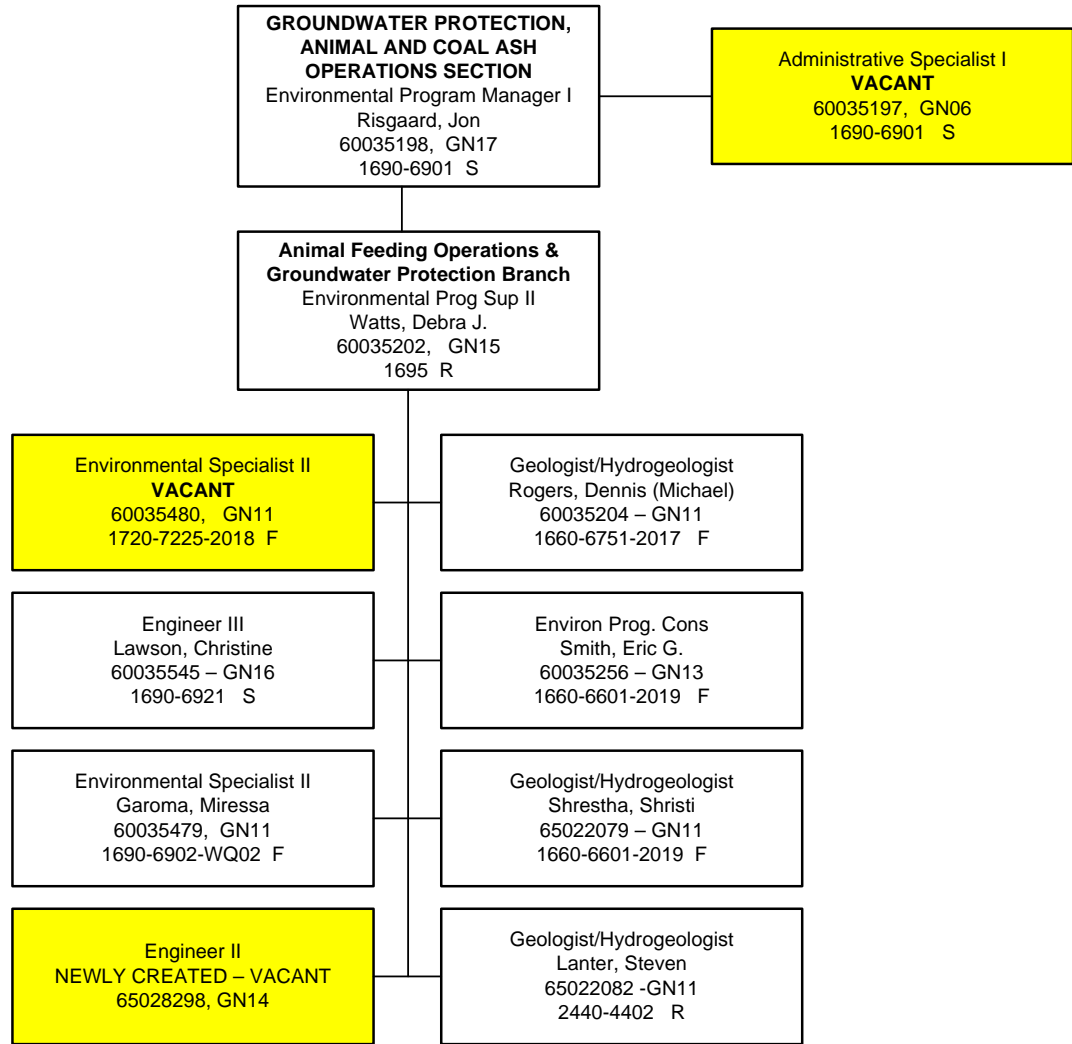 GROUNDWATER PROTECTION,
ANIMAL AND COAL ASH
OPERATIONS SECTION
Environmental Program Manager I
Risgaard, Jon
60035198, GN17
1690-6901 S
Administrative Specialist I
VACANT
60035197, GN06
1690-6901 S
Animal Feeding Operations &
Groundwater Protection Branch
Environmental Prog Sup II
Watts, Debra J.
60035202, GN15
1695 R
Environmental Specialist II
VACANT
60035480, GN11
1720-7225-2018 F
Geologist/Hydrogeologist
Rogers, Dennis (Michael)
60035204 – GN11
1660-6751-2017 F
Engineer III
Lawson, Christine
60035545 – GN16
1690-6921 S
Environ Prog. Cons
Smith, Eric G.
60035256 – GN13
1660-6601-2019 F
Environmental Specialist II
Garoma, Miressa
60035479, GN11
1690-6902-WQ02 F
Geologist/Hydrogeologist
Shrestha, Shristi
65022079 – GN11
1660-6601-2019 F
Engineer II
NEWLY CREATED – VACANT
65028298, GN14
Geologist/Hydrogeologist
Lanter, Steven
65022082 -GN11
2440-4402 R